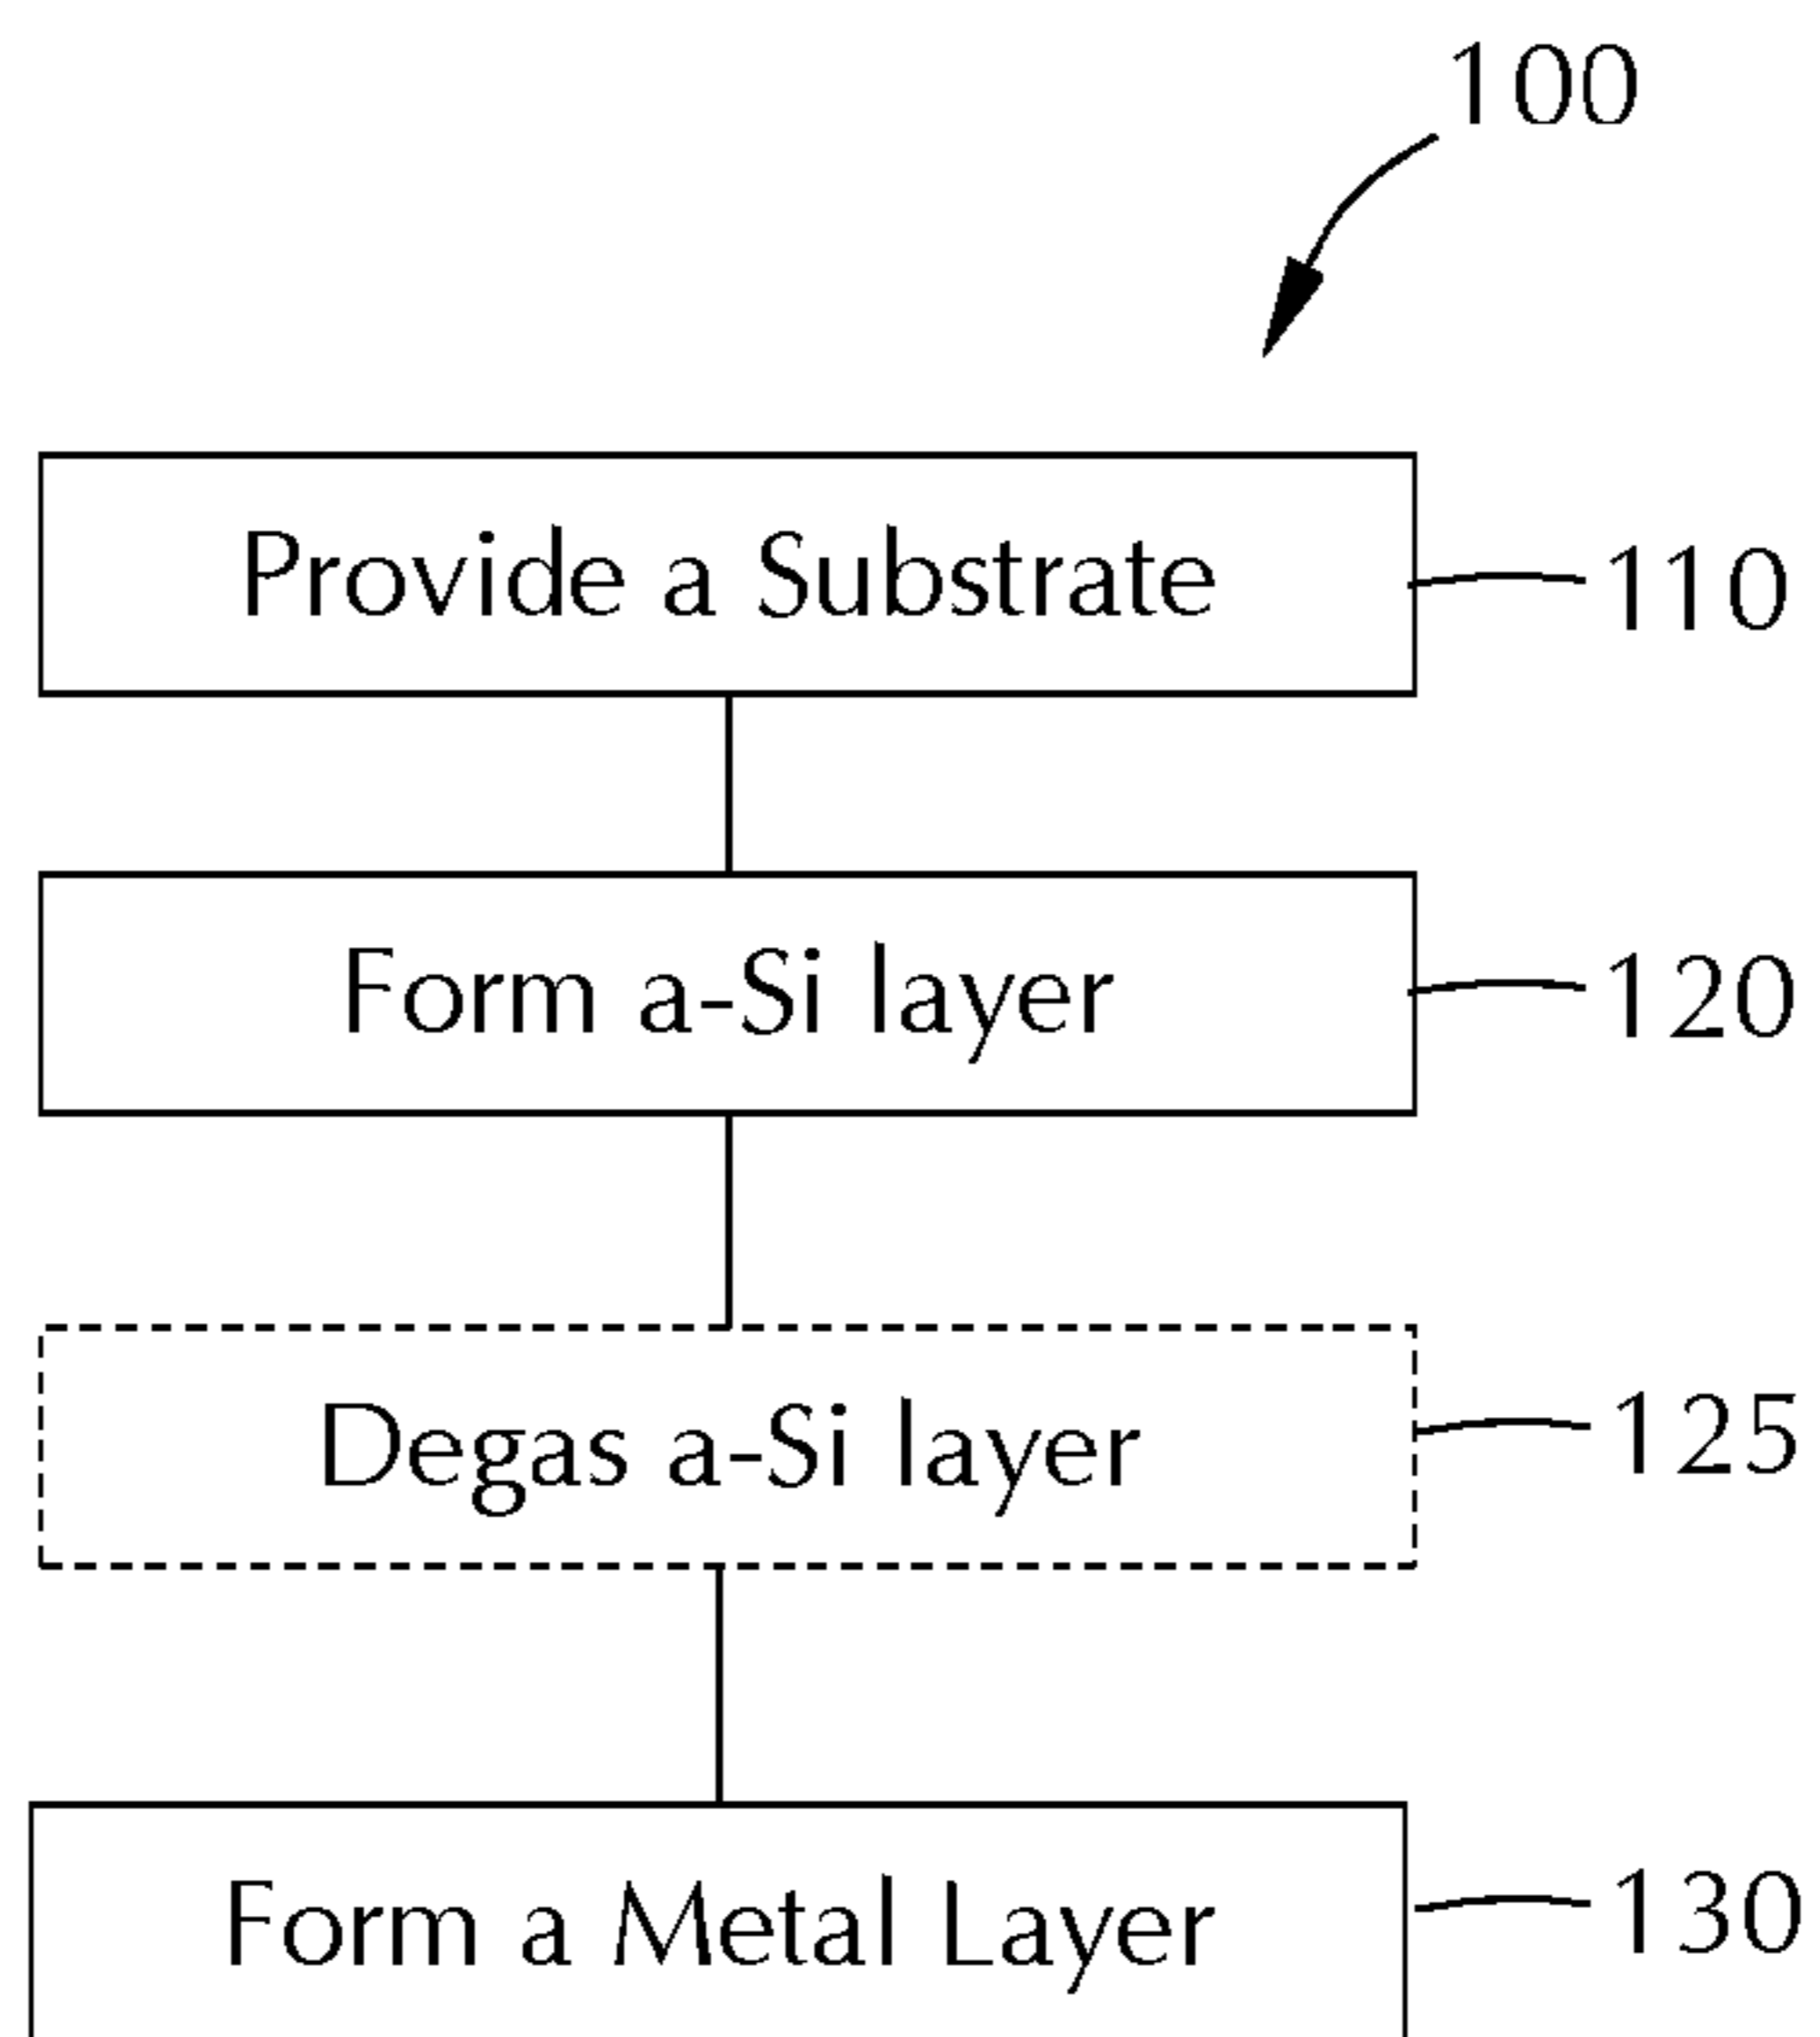 100
Provide a Substrate 110
Form a-Si layer 120
Degas a-Si layer 125
Form a Metal Layer 130